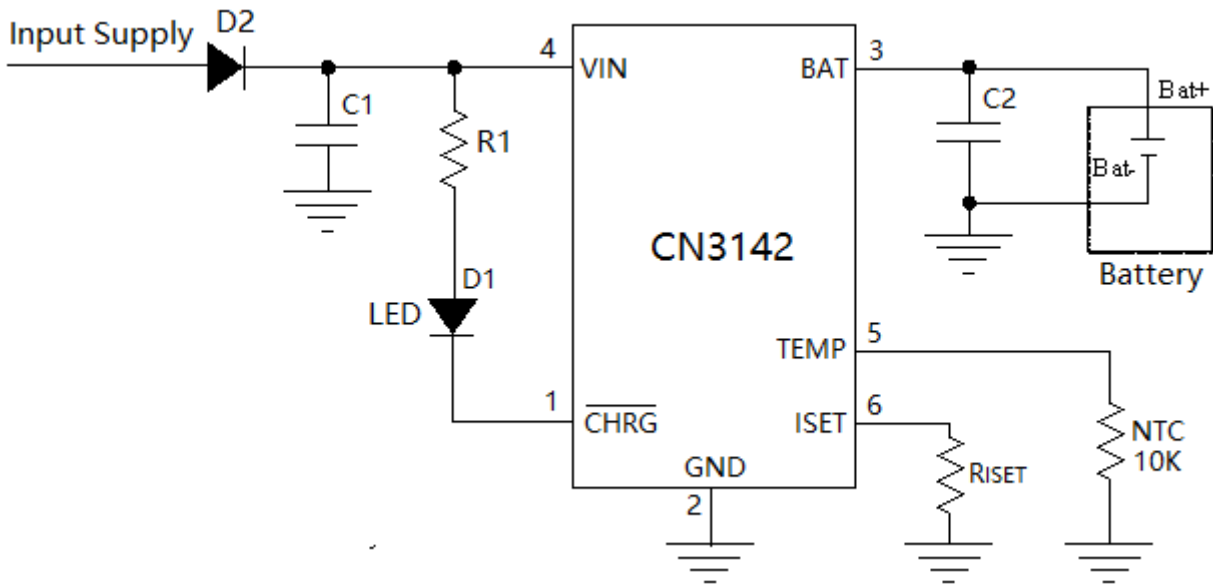 Input Supply
D2
4
VIN
BAT
3
C1
R1
C2
Bat+
Bat-
CN3142
Battery
D1
LED
TEMP
5
1
CHRG
ISET
6
NTC
10K
RISET
GND
2